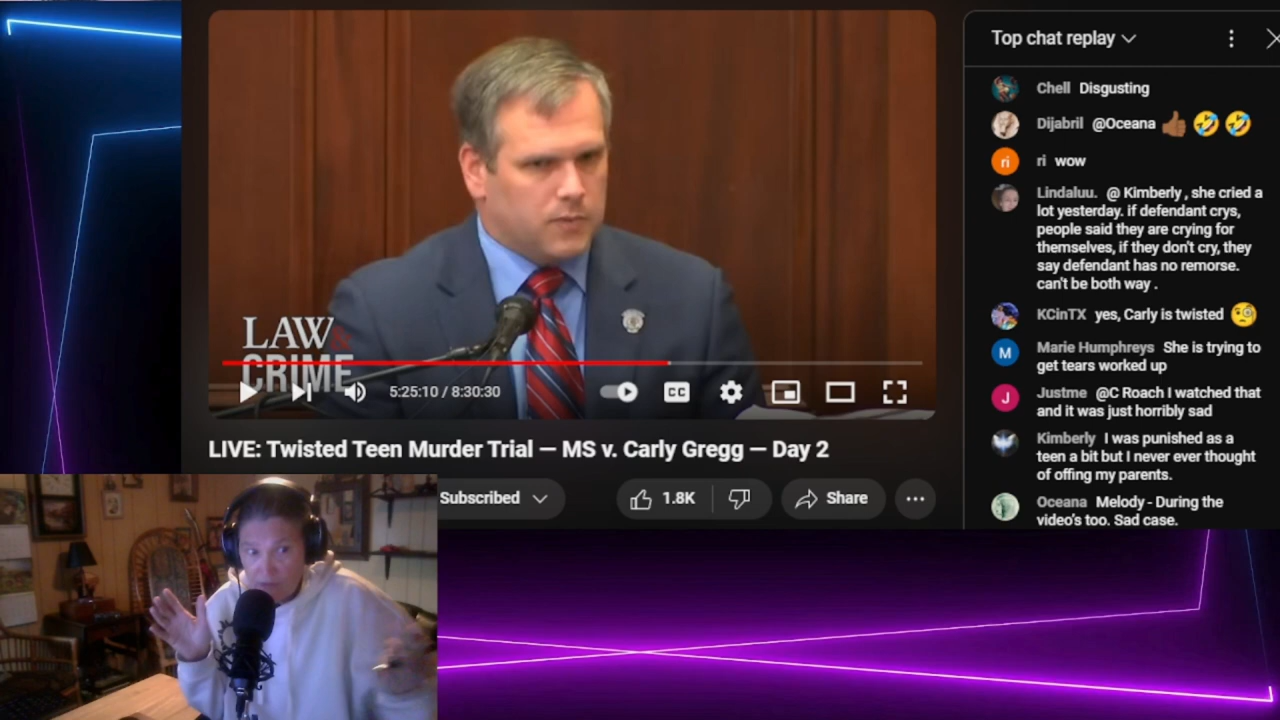 LAW &
CRIME
5:25:10 / 8:30:30
CC
LIVE: Twisted Teen Murder Trial — MS v. Carly Gregg — Day 2
Subscribed
1.8K
Share
Top chat replay
Chell Disgusting
Dijabril @Oceana 👍🏾 🤣 🤣
ri
ri wow
Lindaluu. @ Kimberly , she cried a
lot yesterday. if defendant crys,
people said they are crying for
themselves, if they don't cry, they
say defendant has no remorse.
can't be both way .
KCinTX yes, Carly is twisted 🧐
M
Marie Humphreys She is trying to
get tears worked up
J
Justme @C Roach I watched that
and it was just horribly sad
Kimberly I was punished as a
teen a bit but I never ever thought
of offing my parents.
Oceana Melody - During the
video's too. Sad case.